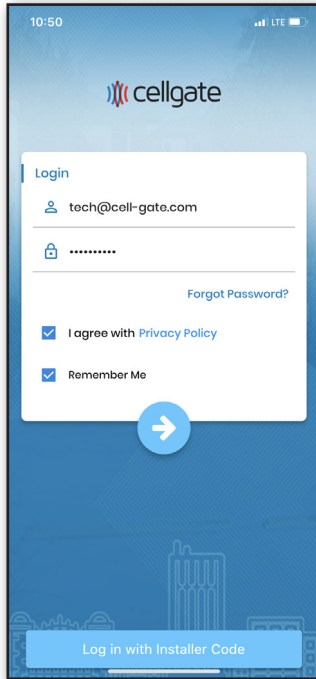 10:50
LTE
cellgate
Login
tech@cell-gate.com
••••••••••
Forgot Password?
I agree with Privacy Policy
Remember Me
Log in with Installer Code